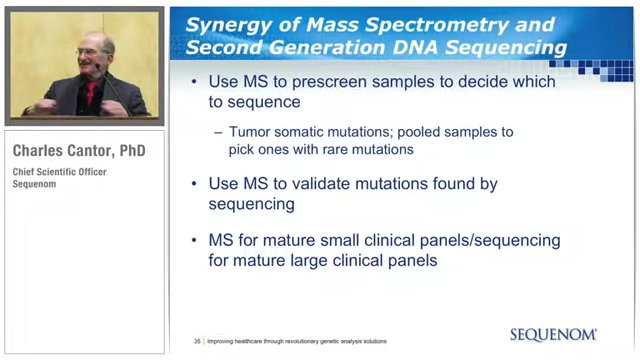 Synergy of Mass Spectrometry and
Second Generation DNA Sequencing
Charles Cantor, PhD
Chief Scientific Officer
Sequenom
• Use MS to prescreen samples to decide which
to sequence
– Tumor somatic mutations; pooled samples to
pick ones with rare mutations
• Use MS to validate mutations found by
sequencing
• MS for mature small clinical panels/sequencing
for mature large clinical panels
35 Improving healthcare through revolutionary genetic analysis solutions
SEQUENOM